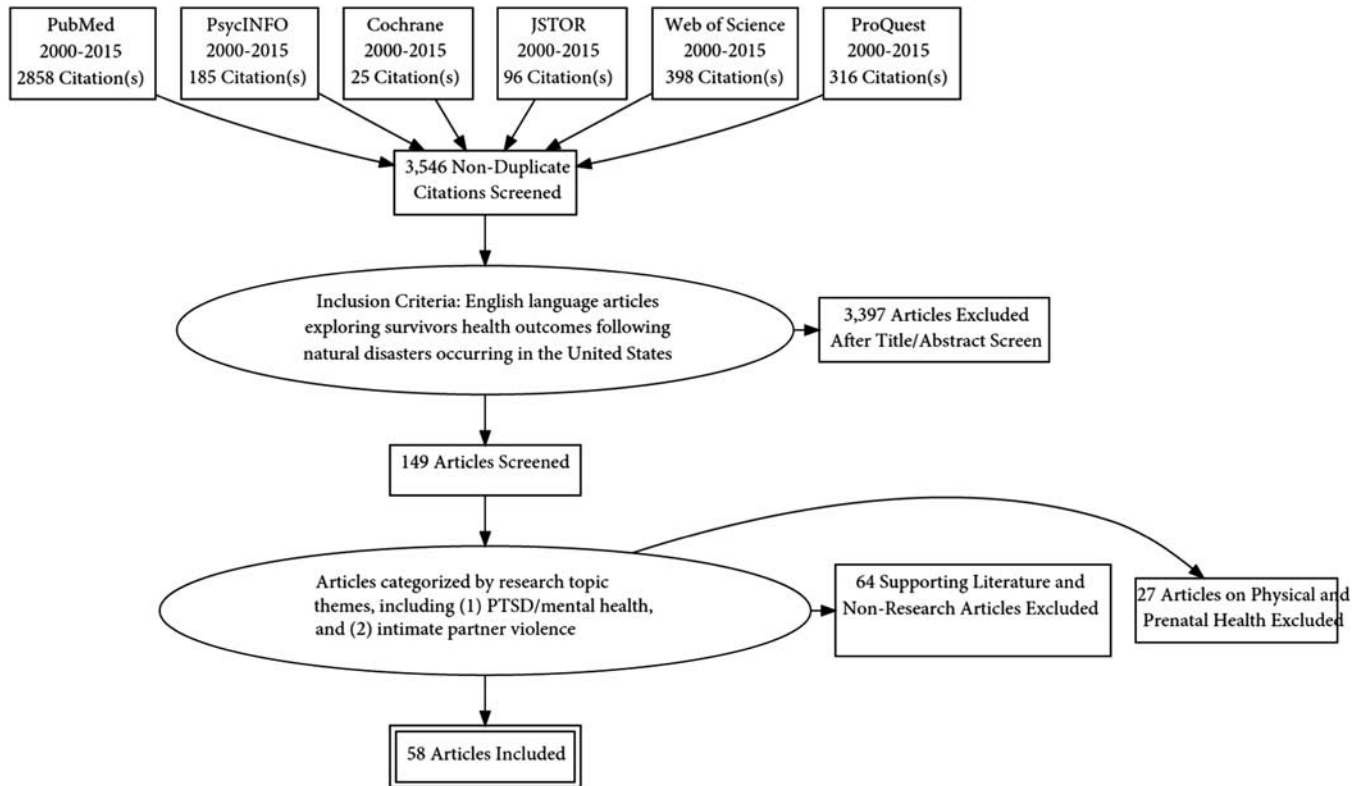 PubMed
2000-2015
2858 Citation(s)
PsycINFO
2000-2015
185 Citation(s)
Cochrane
2000-2015
25 Citation(s)
JSTOR
2000-2015
96 Citation(s)
Web of Science
2000-2015
398 Citation(s)
ProQuest
2000-2015
316 Citation(s)
3,546 Non-Duplicate
Citations Screened
Inclusion Criteria: English language articles
exploring survivors health outcomes following
natural disasters occurring in the United States
3,397 Articles Excluded
After Title/Abstract Screen
149 Articles Screened
Articles categorized by research topic
themes, including (1) PTSD/mental health,
and (2) intimate partner violence
64 Supporting Literature and
Non-Research Articles Excluded
27 Articles on Physical and
Prenatal Health Excluded
58 Articles Included